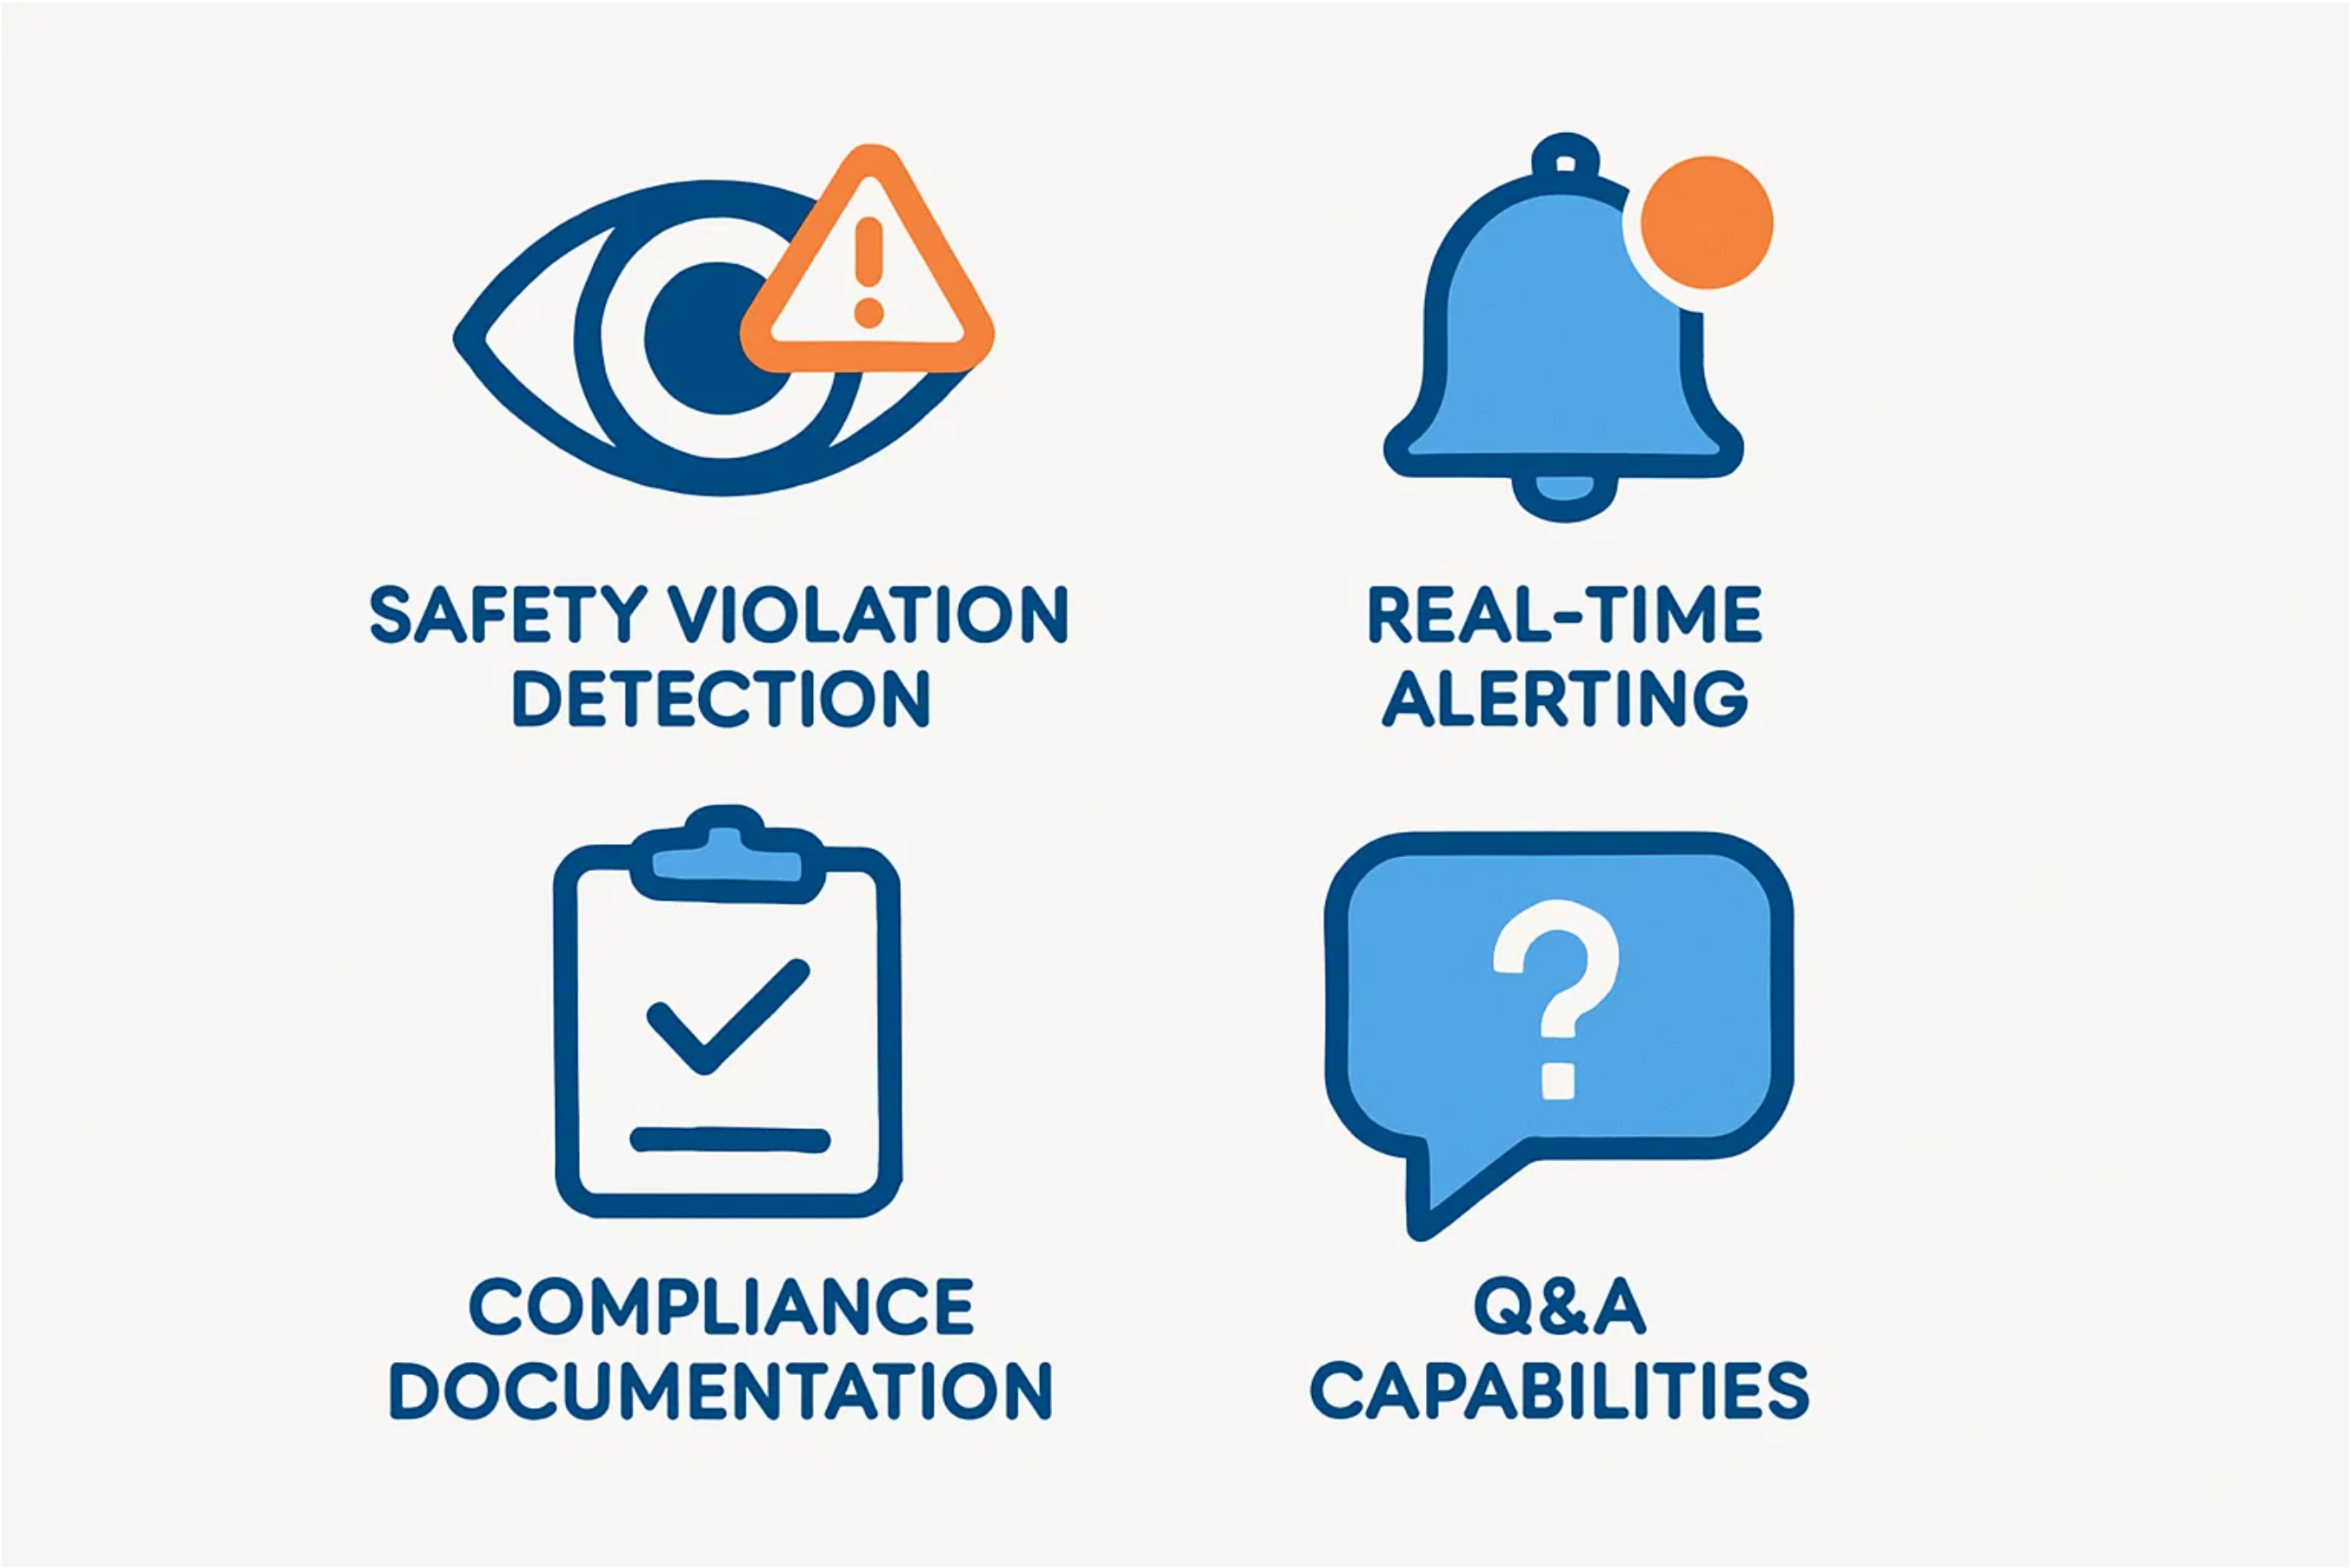 SAFETY VIOLATION
DETECTION
REAL-TIME
ALERTING
COMPLIANCE
DOCUMENTATION
?
Q&A
CAPABILITIES